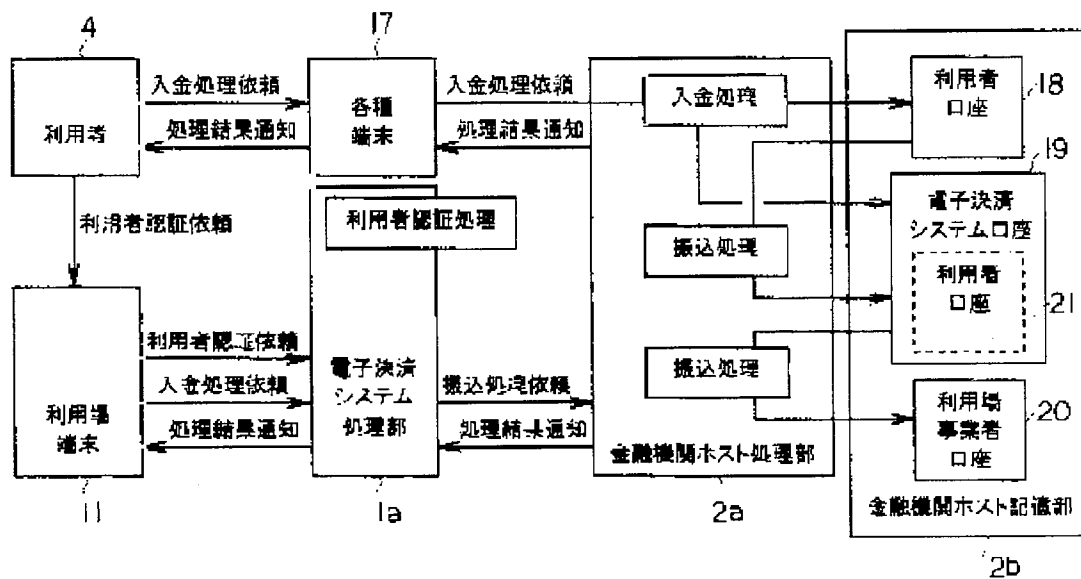 4
利用者
入金処理依頼
処理結果通知
17
各種
端末
入金処理依頼
処理結果通知
入金処理
利用者
口座
18
19
電子決済
システム口座
利用者
口座
21
利用者認証依頼
利用者認証処理
振込処理
振込処理
利用場
端末
11
利用者認証依頼
入金処理依頼
処理結果通知
電子決済
システム
処理部
1a
振込処理依頼
処理結果通知
金融機関ホスト処理部
2a
利用場
事業者
口座
20
金融機関ホスト記憶部
2b